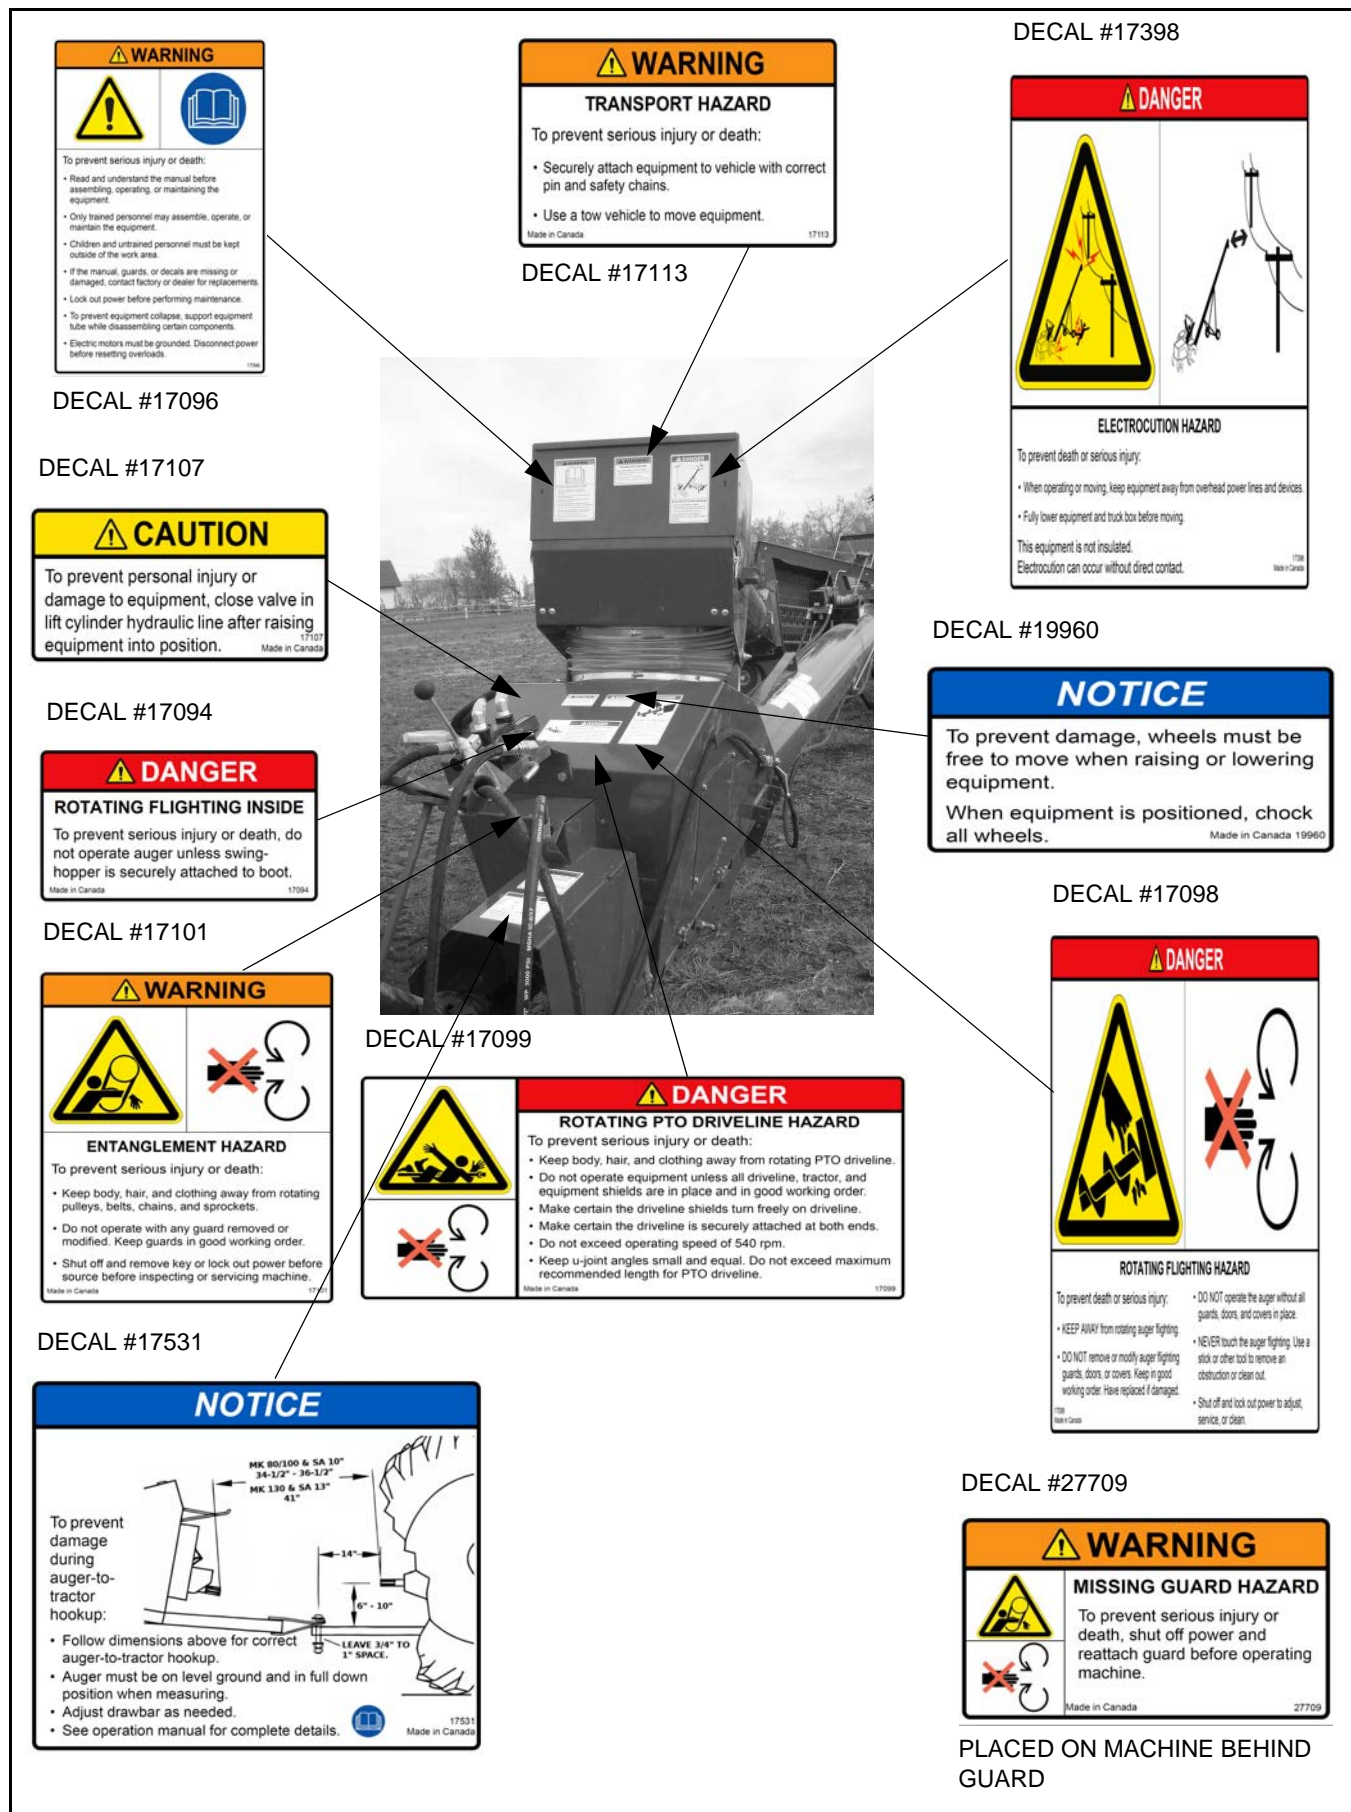 DECAL #17398
WARNING
To prevent serious injury or death:
• Read and understand the manual before
assembling, operating, or maintaining the
equipment.
• Only trained personnel may assemble, operate, or
maintain the equipment.
• Children and untrained personnel must be kept
outside of the work area.
• If the manual, guards, or decals are missing or
damaged, contact factory or dealer for replacements.
• Lock out power before performing maintenance.
• To prevent equipment collapse, support equipment
tube while disassembling certain components.
• Electric motors must be grounded. Disconnect power
before resetting overloads.
17096
DECAL #17096
WARNING
TRANSPORT HAZARD
To prevent serious injury or death:
• Securely attach equipment to vehicle with correct
pin and safety chains.
• Use a tow vehicle to move equipment.
Made in Canada 17113
DECAL #17113
DANGER
ELECTROCUTION HAZARD
To prevent death or serious injury:
• When operating or moving, keep equipment away from overhead power lines and devices.
• Fully lower equipment and truck box before moving.
This equipment is not insulated.
Electrocution can occur without direct contact.
17398
Made in Canada
DECAL #17107
CAUTION
To prevent personal injury or
damage to equipment, close valve in
lift cylinder hydraulic line after raising
equipment into position.
17107
Made in Canada
DECAL #19960
NOTICE
To prevent damage, wheels must be
free to move when raising or lowering
equipment.
When equipment is positioned, chock
all wheels.
Made in Canada 19960
DECAL #17094
DANGER
ROTATING FLIGHTING INSIDE
To prevent serious injury or death, do
not operate auger unless swing-
hopper is securely attached to boot.
Made in Canada 17094
DECAL #17101
WARNING
ENTANGLEMENT HAZARD
To prevent serious injury or death:
• Keep body, hair, and clothing away from rotating
pulleys, belts, chains, and sprockets.
• Do not operate with any guard removed or
modified. Keep guards in good working order.
• Shut off and remove key or lock out power before
source before inspecting or servicing machine.
Made in Canada 17101
DECAL #17099
DANGER
ROTATING PTO DRIVELINE HAZARD
To prevent serious injury or death:
• Keep body, hair, and clothing away from rotating PTO driveline.
• Do not operate equipment unless all driveline, tractor, and
equipment shields are in place and in good working order.
• Make certain the driveline shields turn freely on driveline.
• Make certain the driveline is securely attached at both ends.
• Do not exceed operating speed of 540 rpm.
• Keep u-joint angles small and equal. Do not exceed maximum
recommended length for PTO driveline.
Made in Canada 17099
WP 3000 PSI MSHA IC-6/17
DECAL #17098
DANGER
ROTATING FLIGHTING HAZARD
To prevent death or serious injury:
• KEEP AWAY from rotating auger flighting.
• DO NOT remove or modify auger flighting
guards, doors, or covers. Keep in good
working order. Have replaced if damaged.
• DO NOT operate the auger without all
guards, doors, and covers in place.
• NEVER touch the auger flighting. Use a
stick or other tool to remove an
obstruction or clean out.
• Shut off and lock out power to adjust,
service, or clean.
17098
Made in Canada
DECAL #17531
NOTICE
MK 80/100 & SA 10"
34-1/2" - 36-1/2"
MK 130 & SA 13"
41"
14"
6" - 10"
LEAVE 3/4" TO
1" SPACE.
To prevent
damage
during
auger-to-
tractor
hookup:
• Follow dimensions above for correct
auger-to-tractor hookup.
• Auger must be on level ground and in full down
position when measuring.
• Adjust drawbar as needed.
• See operation manual for complete details.
17531
Made in Canada
DECAL #27709
WARNING
MISSING GUARD HAZARD
To prevent serious injury or
death, shut off power and
reattach guard before operating
machine.
Made in Canada 27709
PLACED ON MACHINE BEHIND
GUARD